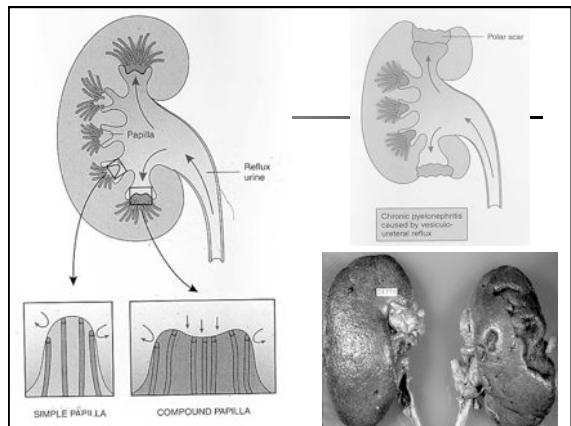 Papilla
Reflux
urine
SIMPLE PAPILLA
COMPOUND PAPILLA
Polar scar
Chronic pyelonephritis
caused by vesiculo-
ureteral reflux